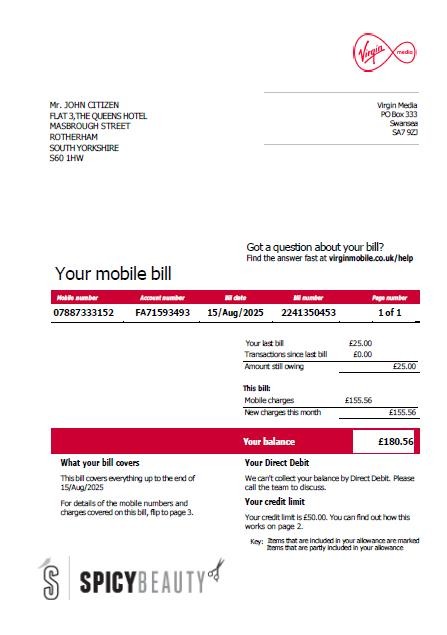 Virgin media
Mr. JOHN CITIZEN
FLAT 3,THE QUEENS HOTEL
MASBROUGH STREET
ROTHERHAM
SOUTH YORKSHIRE
S60 1HW
Virgin Media
PO Box 333
Swansea
SA7 9ZJ
Got a question about your bill?
Find the answer fast at virginmobile.co.uk/help
Your mobile bill
Mobile number Account number Bill date Bill number Page number
07887333152 FA71593493 15/Aug/2025 2241350453 1 of 1
Your last bill £25.00
Transactions since last bill £0.00
Amount still owing £25.00
This bill:
Mobile charges £155.56
New charges this month £155.56
Your balance £180.56
What your bill covers
This bill covers everything up to the end of
15/Aug/2025
For details of the mobile numbers and
charges covered on this bill, flip to page 3.
Your Direct Debit
We can't collect your balance by Direct Debit. Please
call the team to discuss.
Your credit limit
Your credit limit is £50.00. You can find out how this
works on page 2.
Key: Items that are included in your allowance are marked
Items that are partly included in your allowance
S SPICYBEAUTY